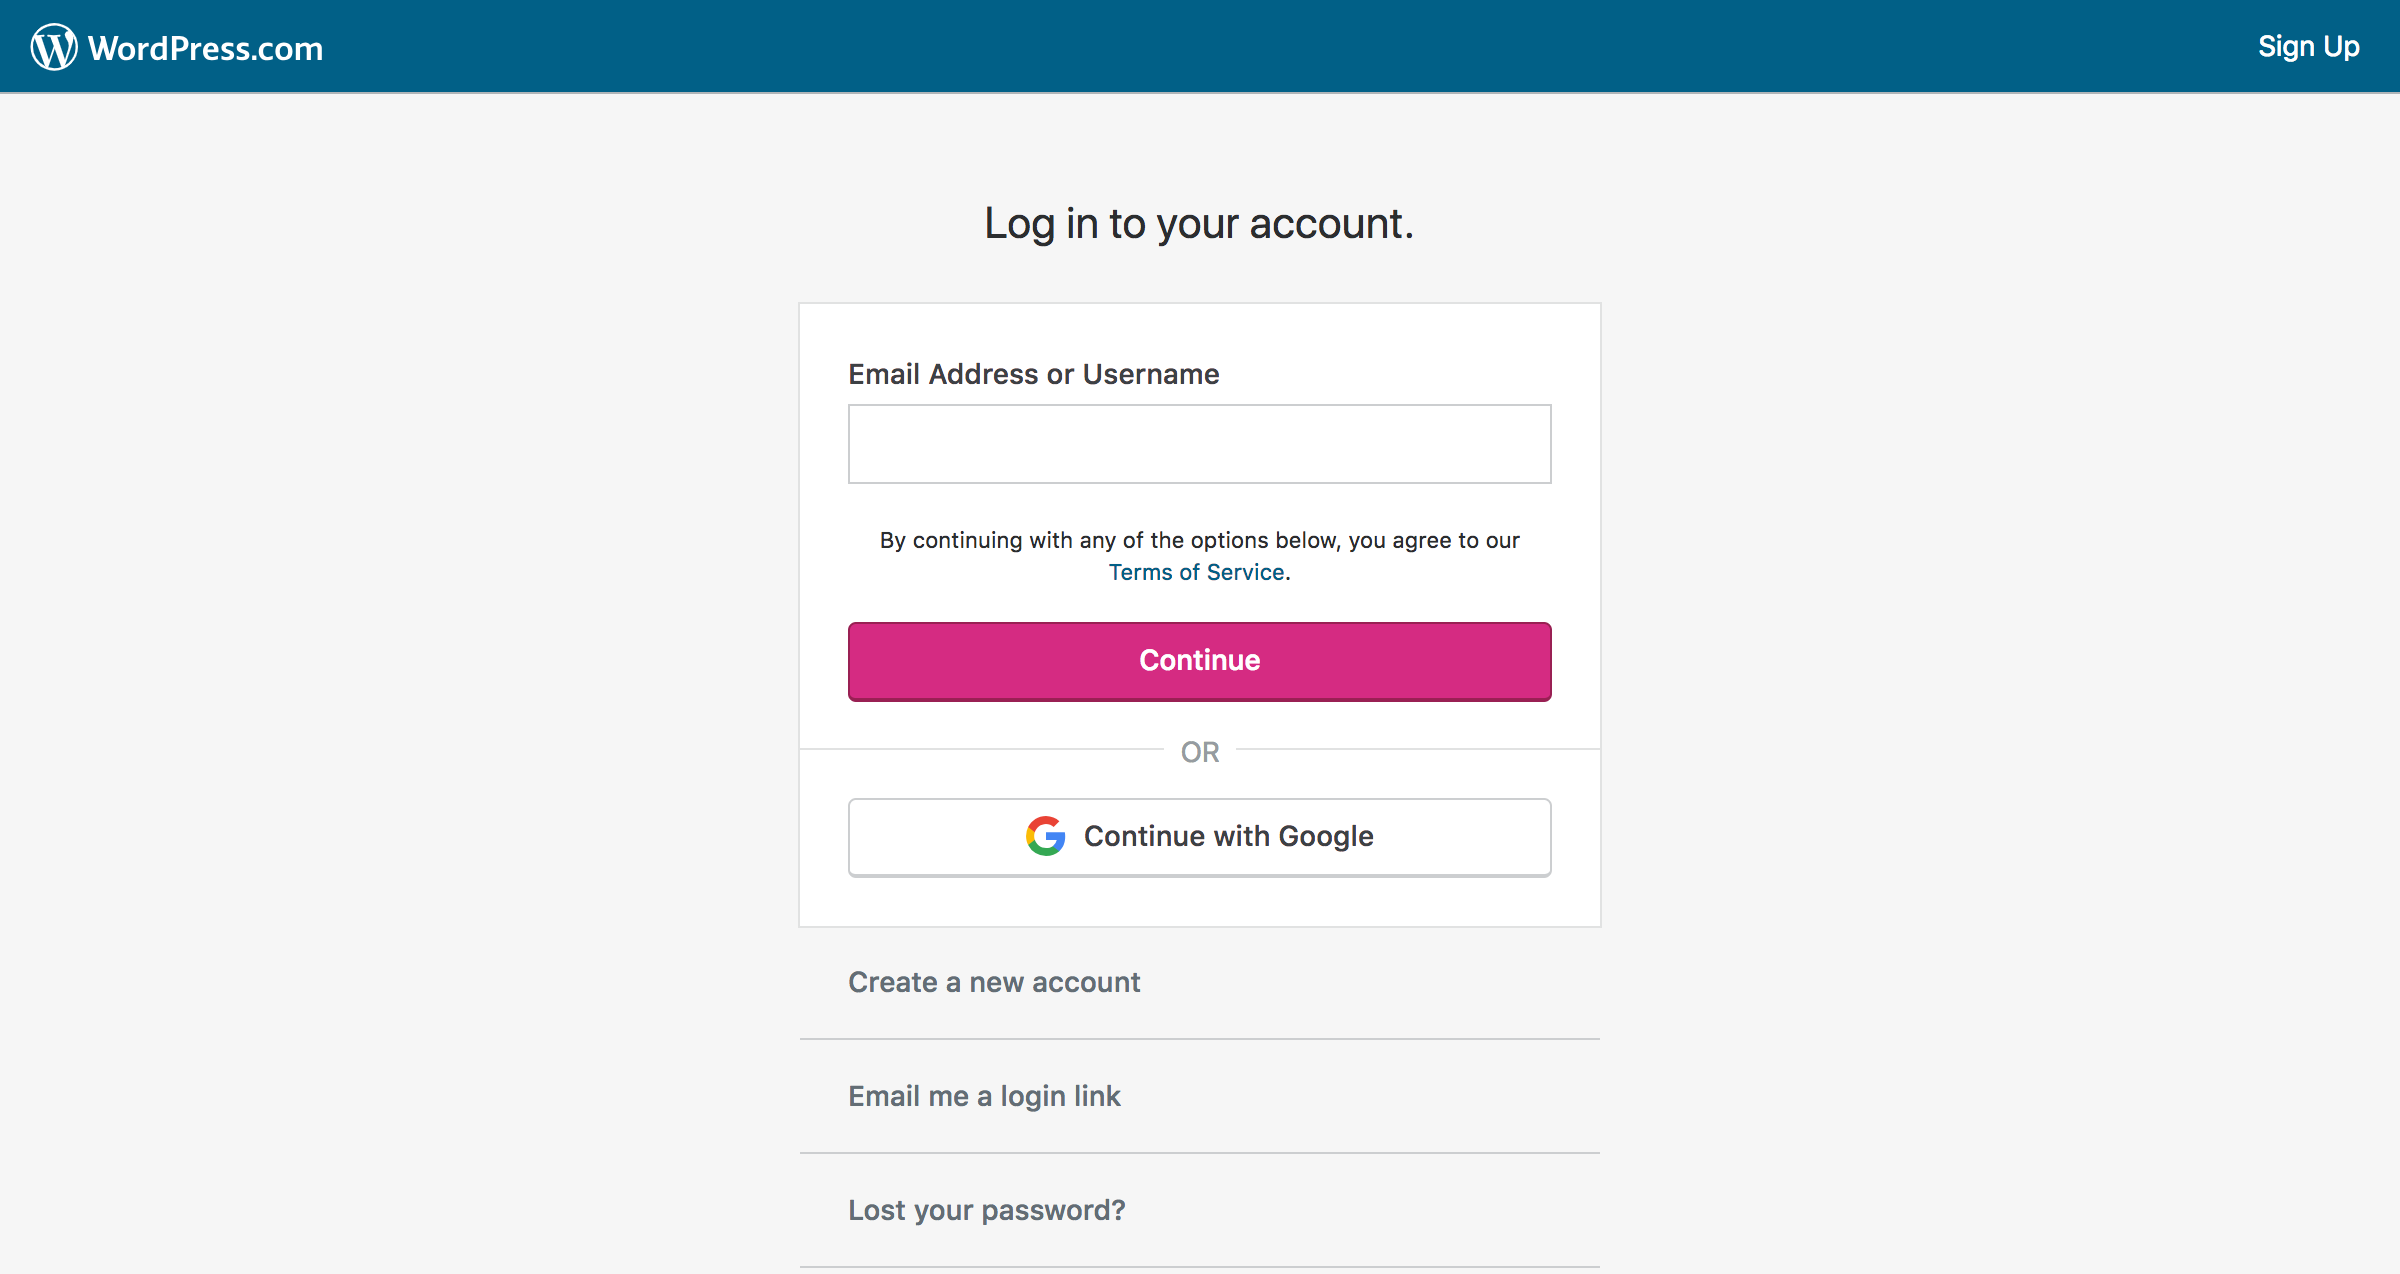 WordPress.com
Sign Up
Log in to your account.
Email Address or Username
By continuing with any of the options below, you agree to our
Terms of Service.
Continue
OR
Continue with Google
Create a new account
Email me a login link
Lost your password?